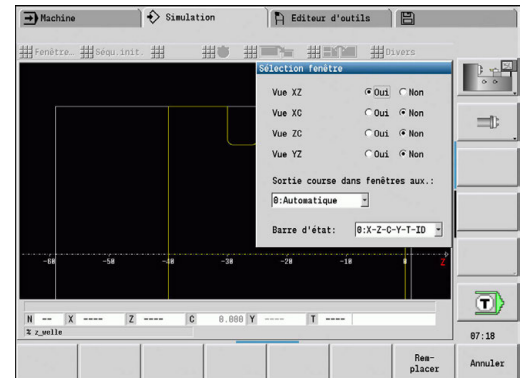 Machine Simulation Editeur d'outils
Fenêtre… Séqu.init. Divers
Sélection fenêtre
Vue XZ Oui Non
Vue XC Oui Non
Vue ZC Oui Non
Vue YZ Oui Non
Sortie course dans fenêtres aux.:
0:Automatique
Barre d'état: 0:X-Z-C-Y-T-ID
-60 -50 -40 -30 -20 -10 0 Z
N -- X ---- Z ---- C 0.000 Y ---- T ----
% z_welle
T
07:18
Rem-
placer
Annuler